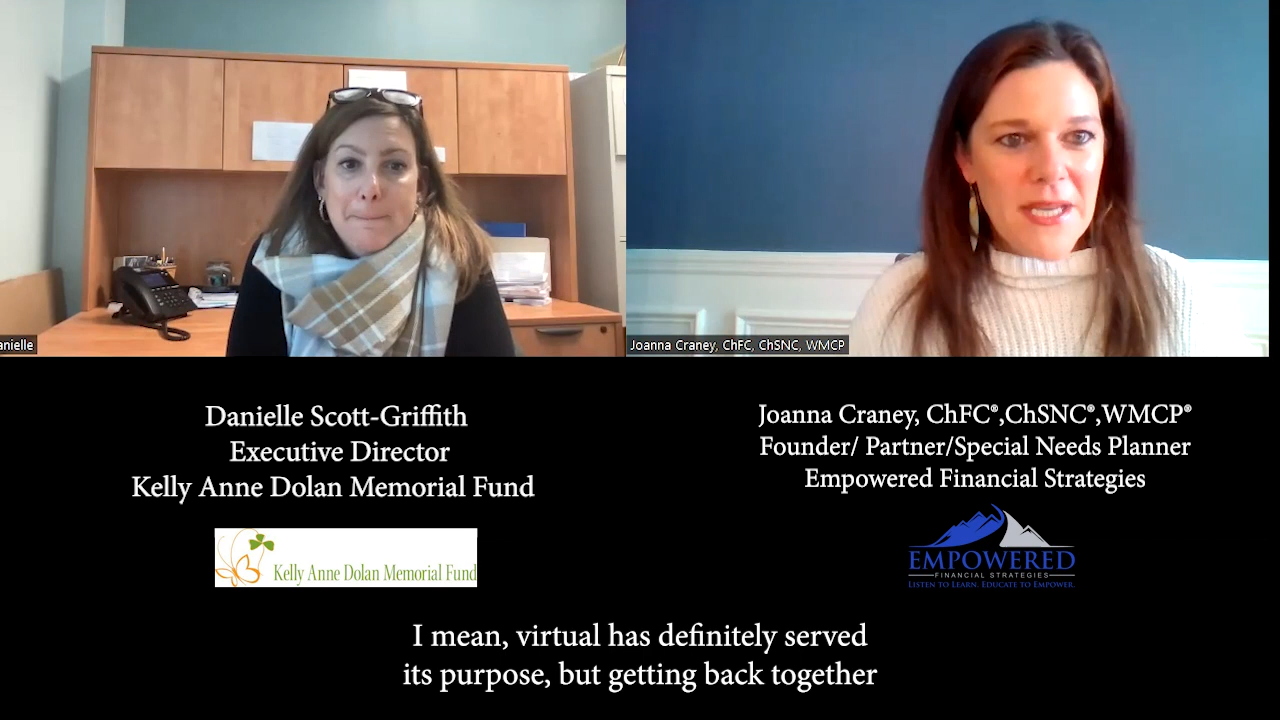 anielle
Joanna Craney, ChFC, ChSNC, WMCP
Danielle Scott-Griffith
Executive Director
Kelly Anne Dolan Memorial Fund
Joanna Craney, ChFC®,ChSNC®,WMCP®
Founder/ Partner/Special Needs Planner
Empowered Financial Strategies
Kelly Anne Dolan Memorial Fund
EMPOWERED
FINANCIAL STRATEGIES
LISTEN TO LEARN. EDUCATE TO EMPOWER.
I mean, virtual has definitely served
its purpose, but getting back together